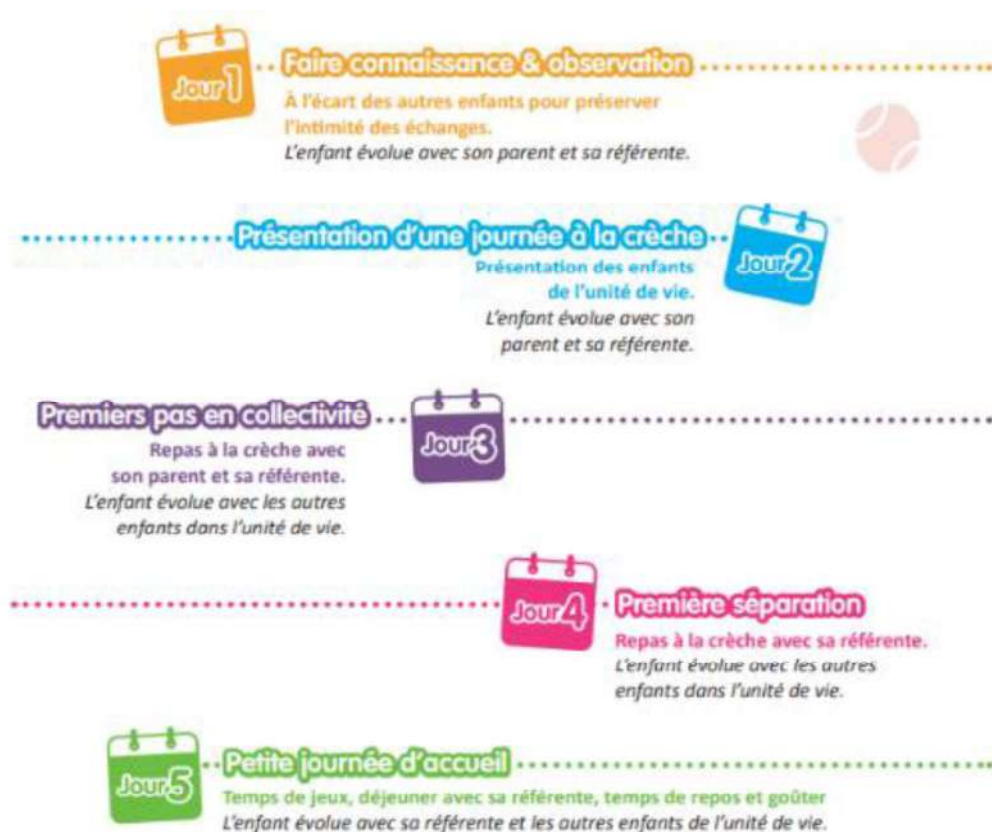 Jour 1
Faire connaissance & observation
À l'écart des autres enfants pour préserver
l'intimité des échanges.
L'enfant évolue avec son parent et sa référente.
Présentation d'une journée à la crèche
Jour 2
Présentation des enfants
de l'unité de vie.
L'enfant évolue avec son
parent et sa référente.
Premiers pas en collectivité
Jour 3
Repas à la crèche avec
son parent et sa référente.
L'enfant évolue avec les autres
enfants dans l'unité de vie.
Jour 4
Première séparation
Repas à la crèche avec sa référente.
L'enfant évolue avec les autres
enfants dans l'unité de vie.
Jour 5
Petite journée d'accueil
Temps de jeux, déjeuner avec sa référente, temps de repos et goûter
L'enfant évolue avec sa référente et les autres enfants de l'unité de vie.